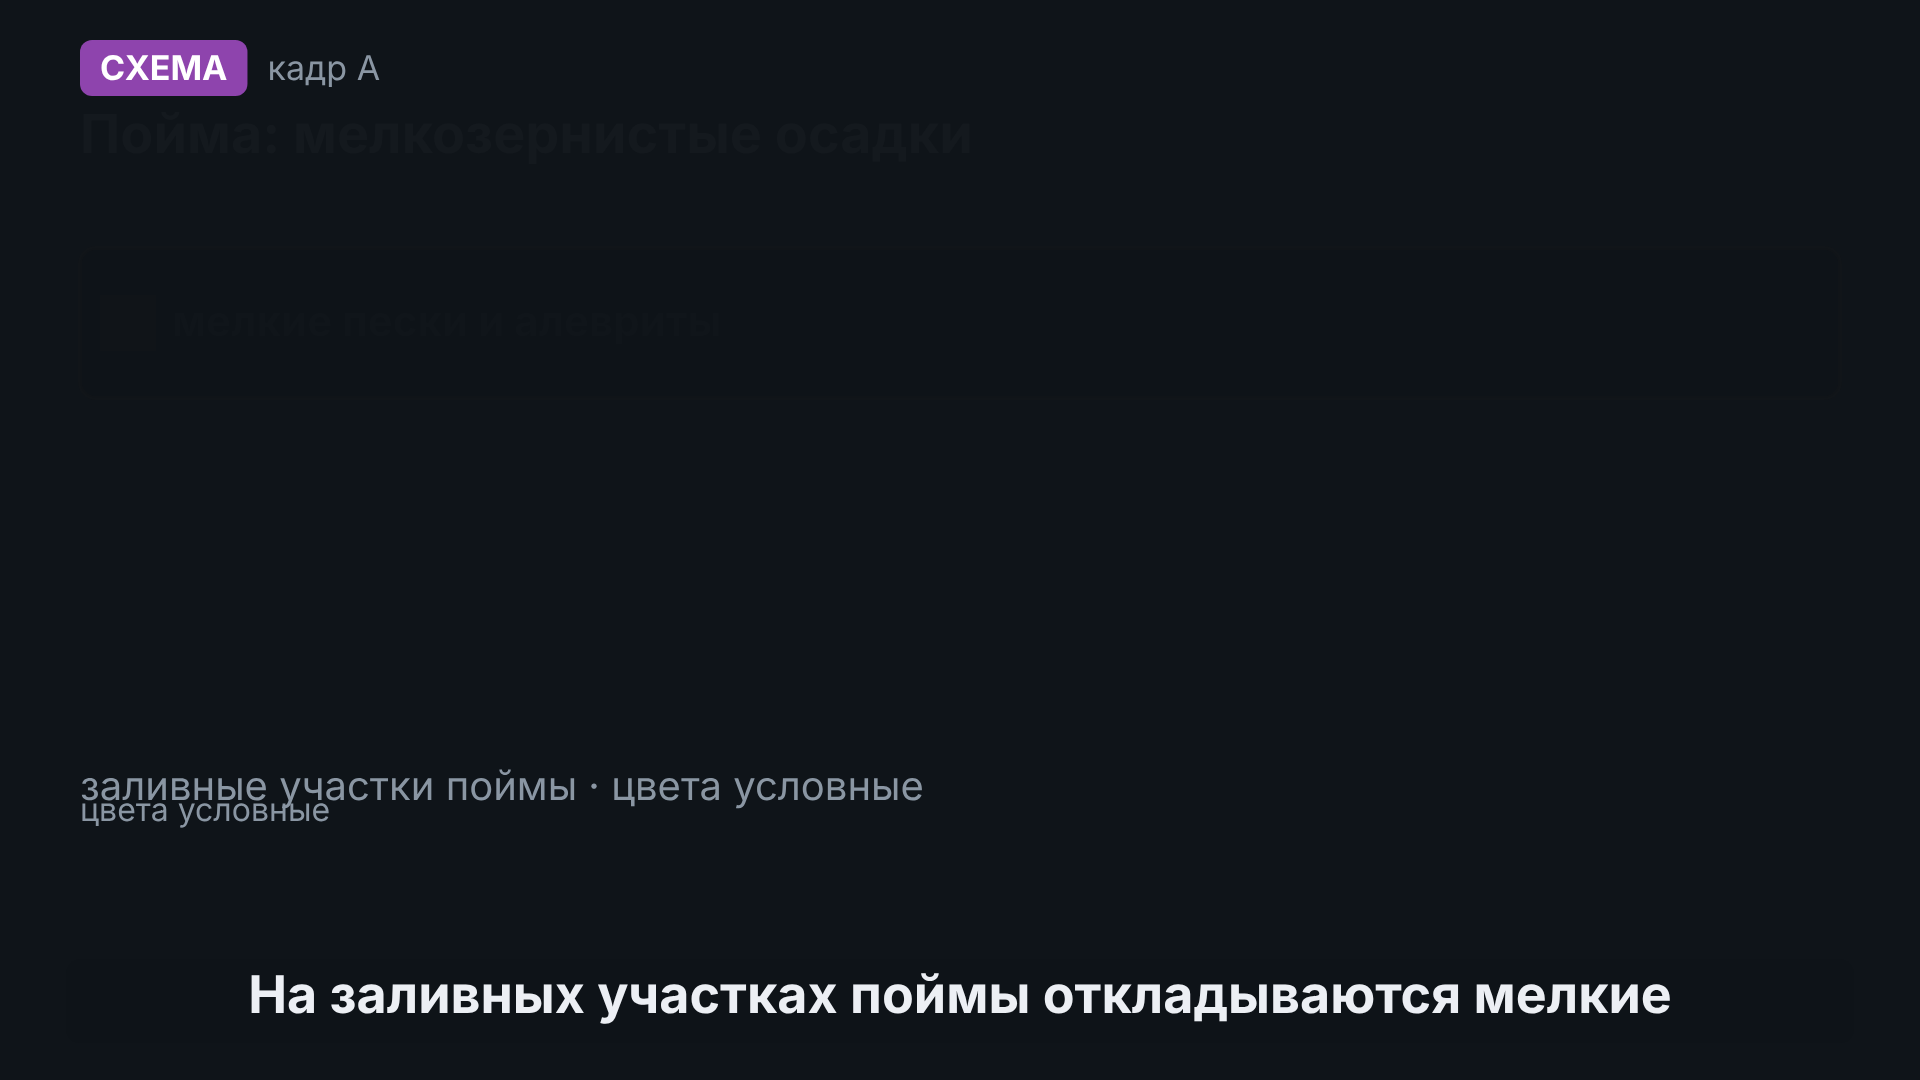 СХЕМА кадр А
Пойма: мелкозернистые осадки
мелкие пески и алевриты
заливные участки поймы · цвета условные
цвета условные
На заливных участках поймы откладываются мелкие